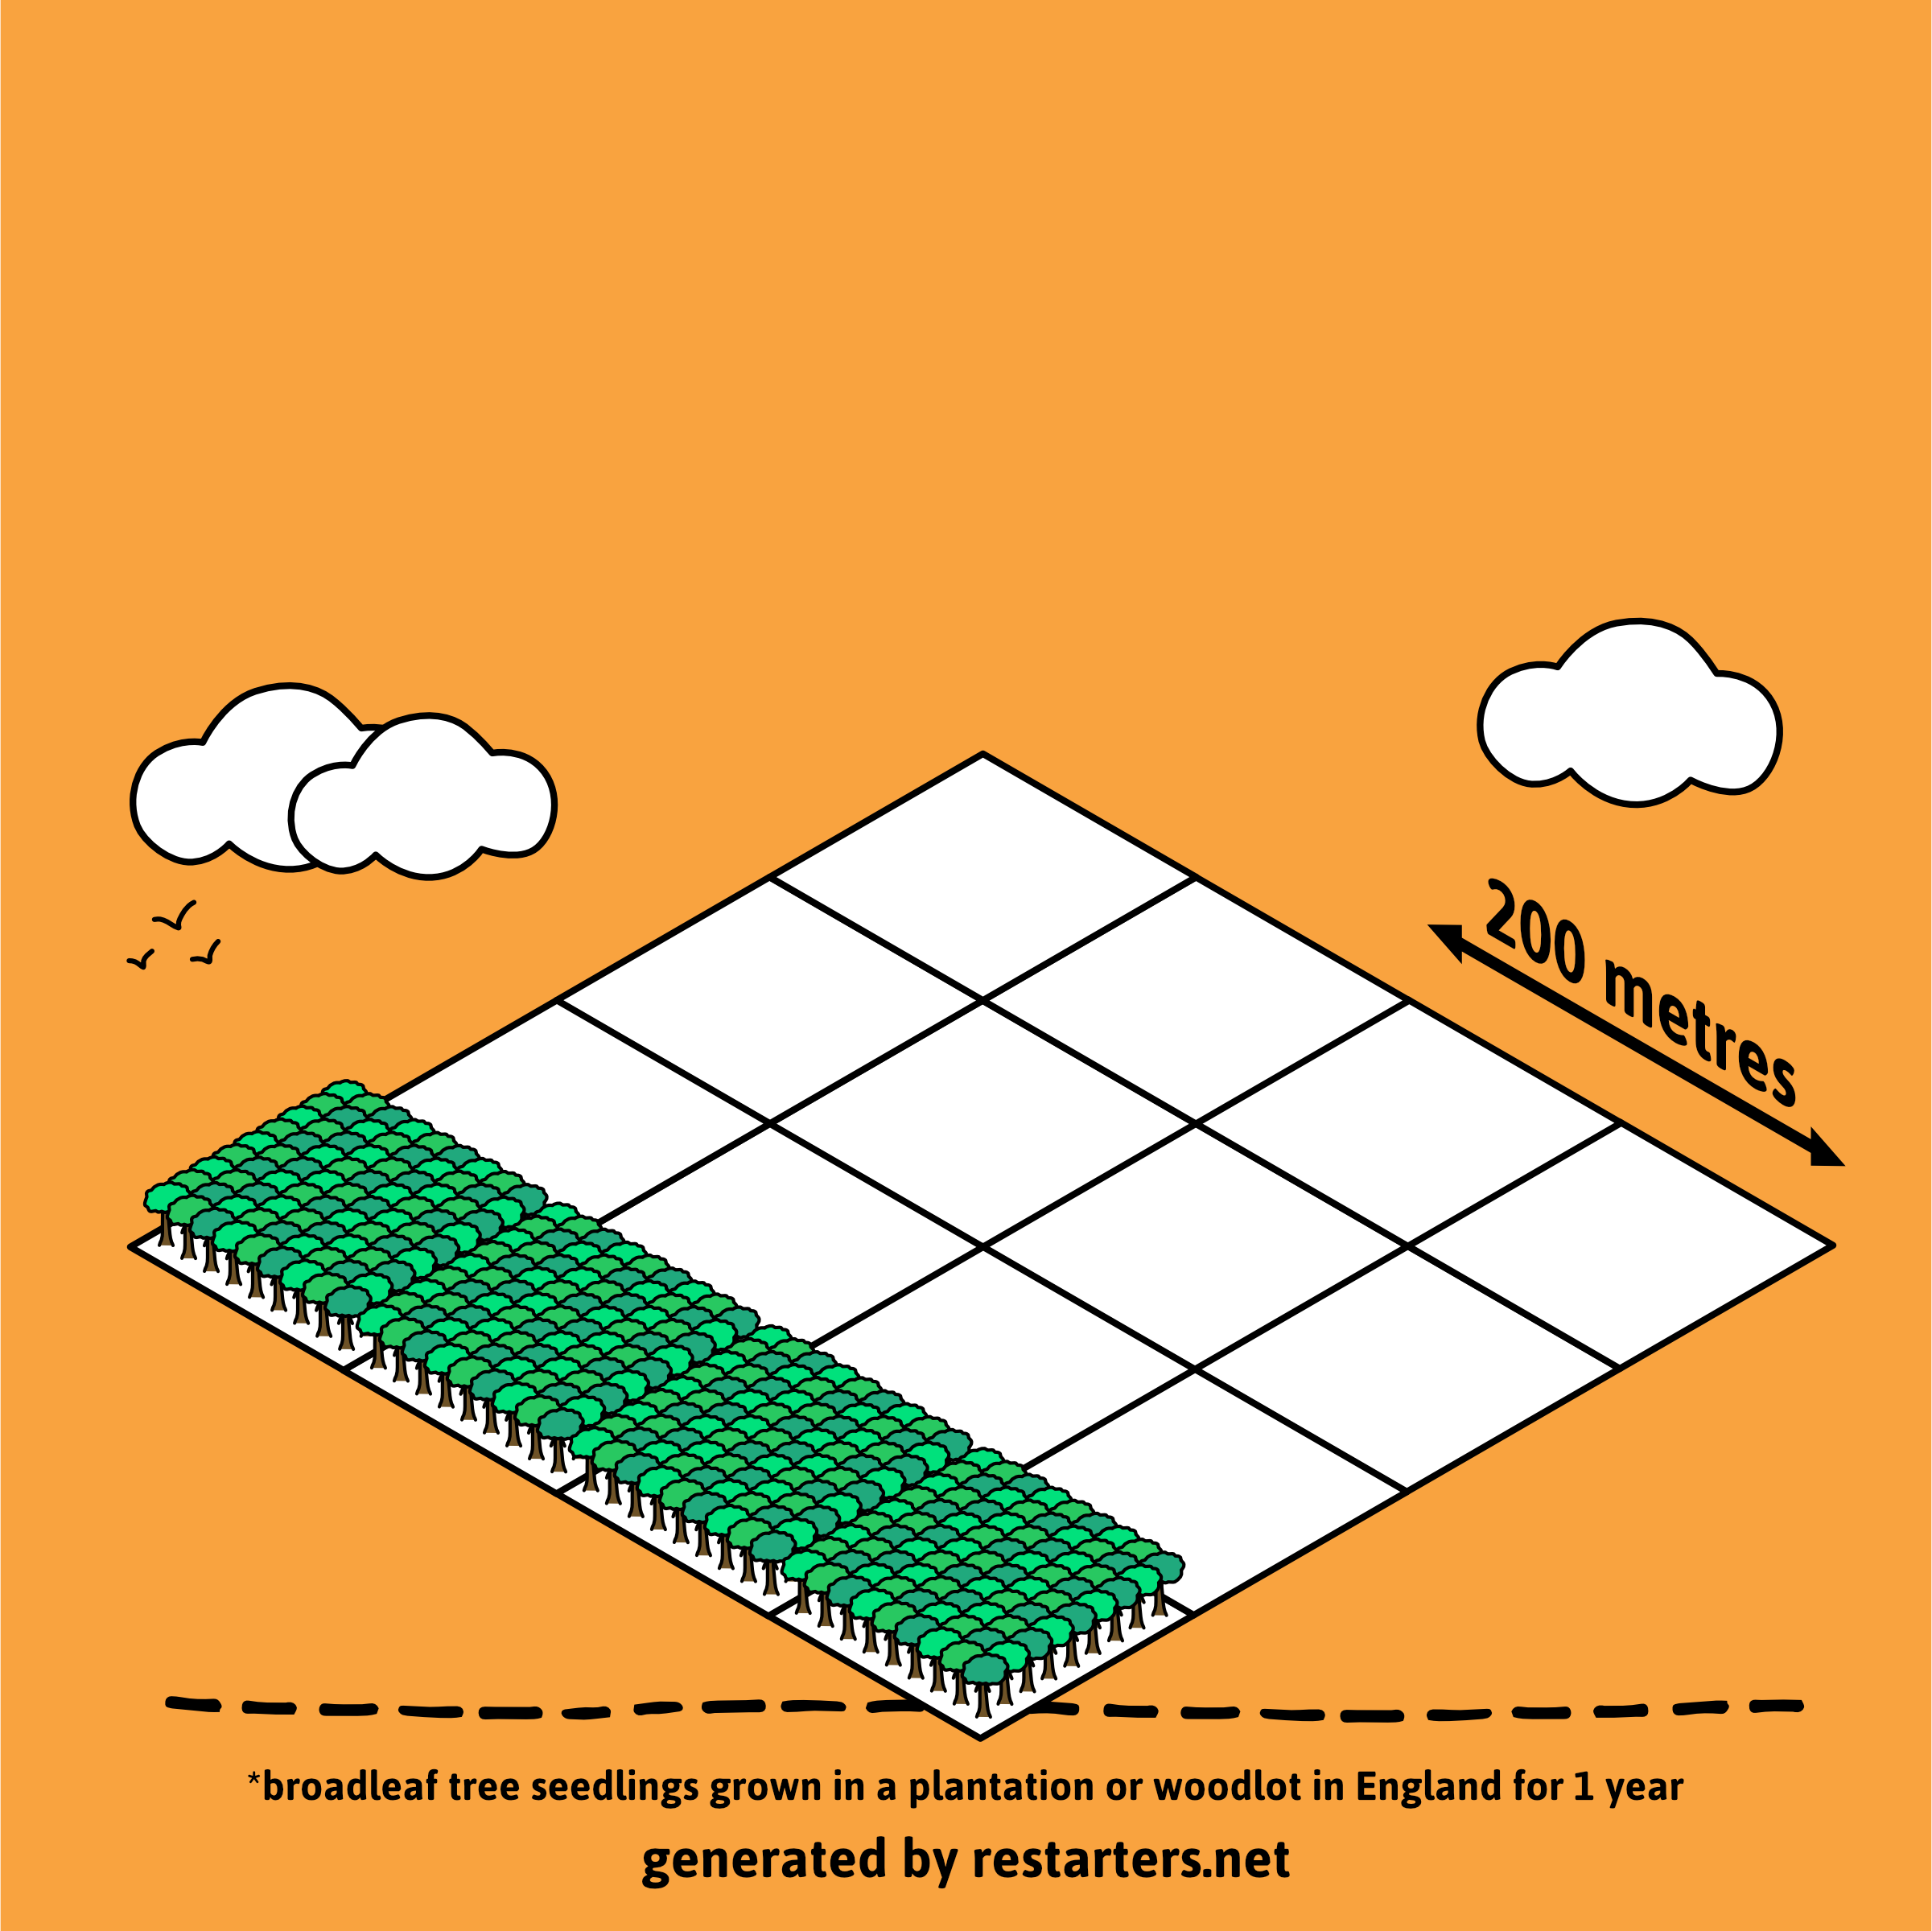 200 metres
*broadleaf tree seedlings grown in a plantation or woodlot in England for 1 year
generated by restarters.net